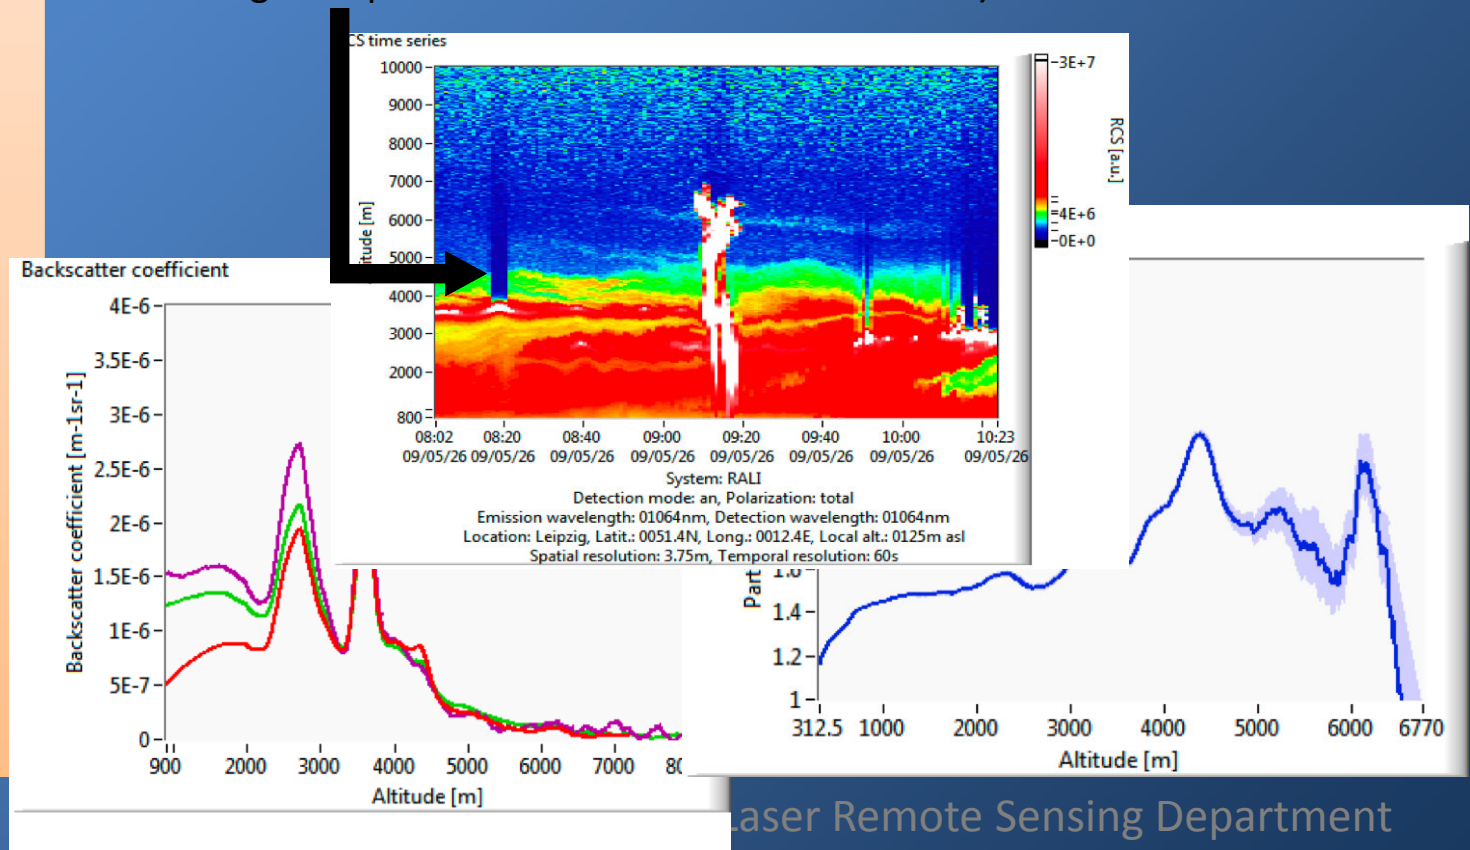 CS time series
10000
9000
8000
7000
6000
5000
4000
3000
2000
800
08:02 08:20 08:40 09:00 09:20 09:40 10:00 10:23
09/05/26 09/05/26 09/05/26 09/05/26 09/05/26 09/05/26 09/05/26 09/05/26
System: RALI
Detection mode: an, Polarization: total
Emission wavelength: 01064nm, Detection wavelength: 01064nm
Location: Leipzig, Latit.: 0051.4N, Long.: 0012.4E, Local alt.: 0125m asl
Spatial resolution: 3.75m, Temporal resolution: 60s
itude [m]
3E+7
4E+6
0E+0
RCS [a.u.]
Backscatter coefficient
4E-6
3.5E-6
3E-6
2.5E-6
2E-6
1.5E-6
1E-6
5E-7
0
Backscatter coefficient [m-1sr-1]
900 2000 3000 4000 5000 6000 7000 80
Altitude [m]
Part
1.6
1.4
1.2
1
312.5 1000 2000 3000 4000 5000 6000 6770
Altitude [m]
Laser Remote Sensing Department